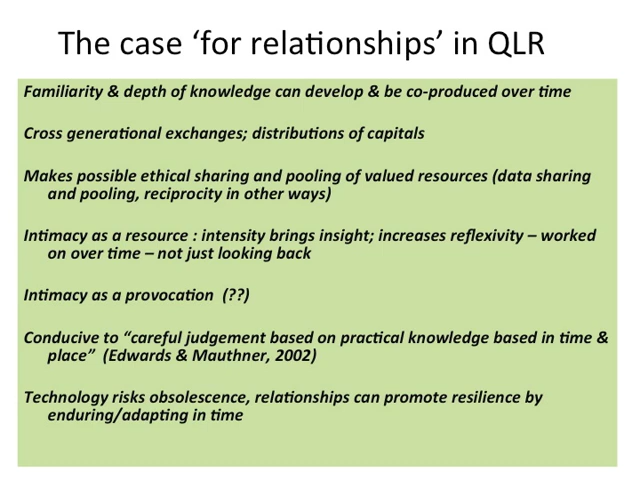 The case ‘for relationships’ in QLR
Familiarity & depth of knowledge can develop & be co-produced over time
Cross generational exchanges; distributions of capitals
Makes possible ethical sharing and pooling of valued resources (data sharing
and pooling, reciprocity in other ways)
Intimacy as a resource : intensity brings insight; increases reflexivity – worked
on over time – not just looking back
Intimacy as a provocation (??)
Conducive to “careful judgement based on practical knowledge based in time &
place” (Edwards & Mauthner, 2002)
Technology risks obsolescence, relationships can promote resilience by
enduring/adapting in time